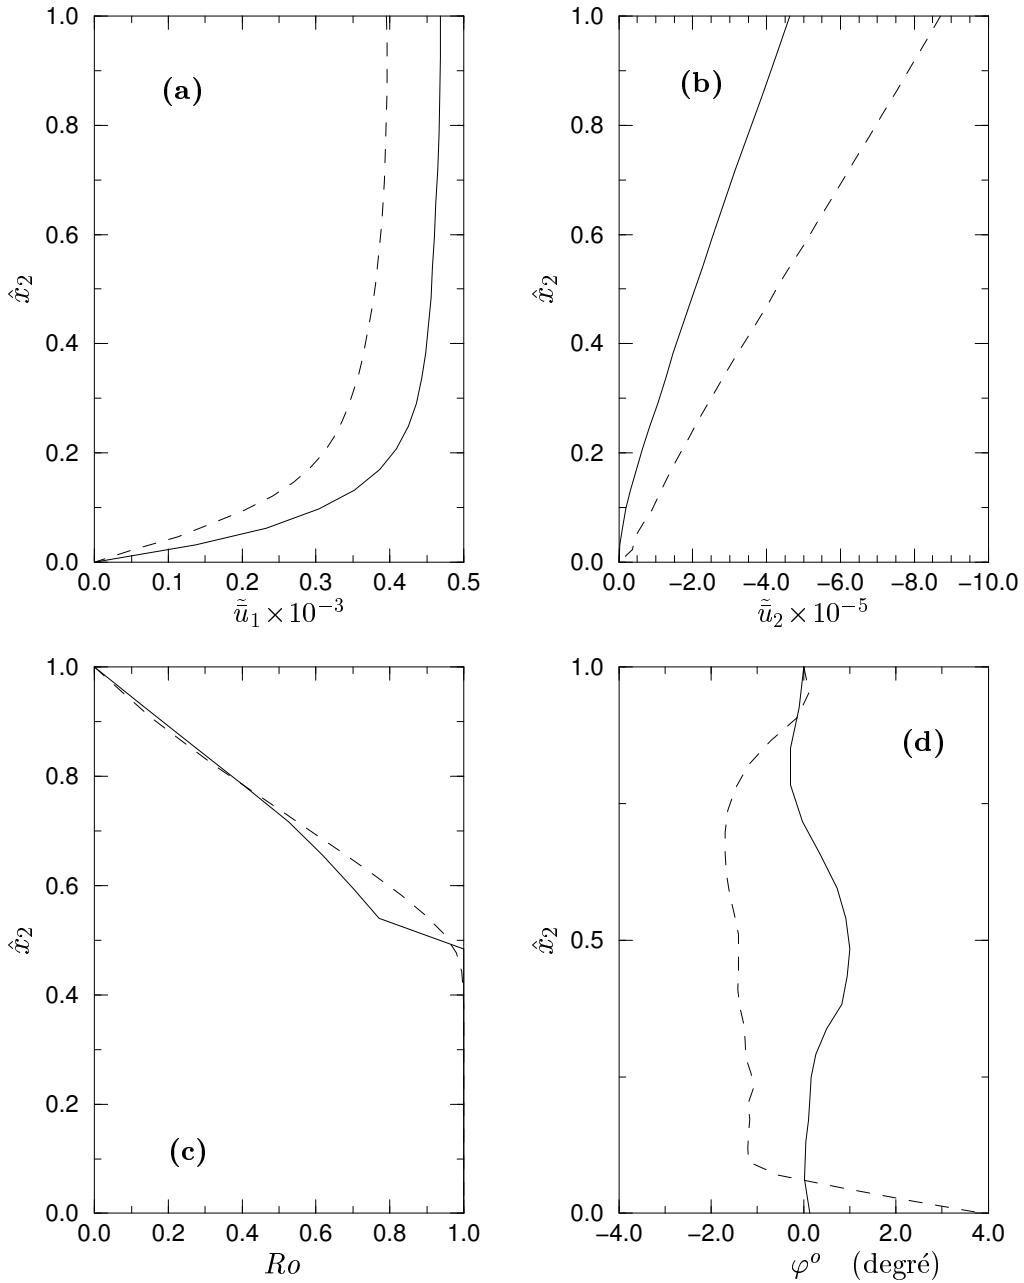 1.0 1.0
(a) (b)
0.8 0.8
0.6 0.6
x̂₂ x̂₂
0.4 0.4
0.2 0.2
0.0 0.0
0.0 0.1 0.2 0.3 0.4 0.5 0.0 −2.0 −4.0 −6.0 −8.0 −10.0
ũ̄₁ × 10⁻³ ũ̄₂ × 10⁻⁵
1.0 1.0
(d)
0.8
0.6
x̂₂ x̂₂
0.5
0.4
0.2
(c)
0.0 0.0
0.0 0.2 0.4 0.6 0.8 1.0 −4.0 −2.0 0.0 2.0 4.0
Ro φᵒ (degré)